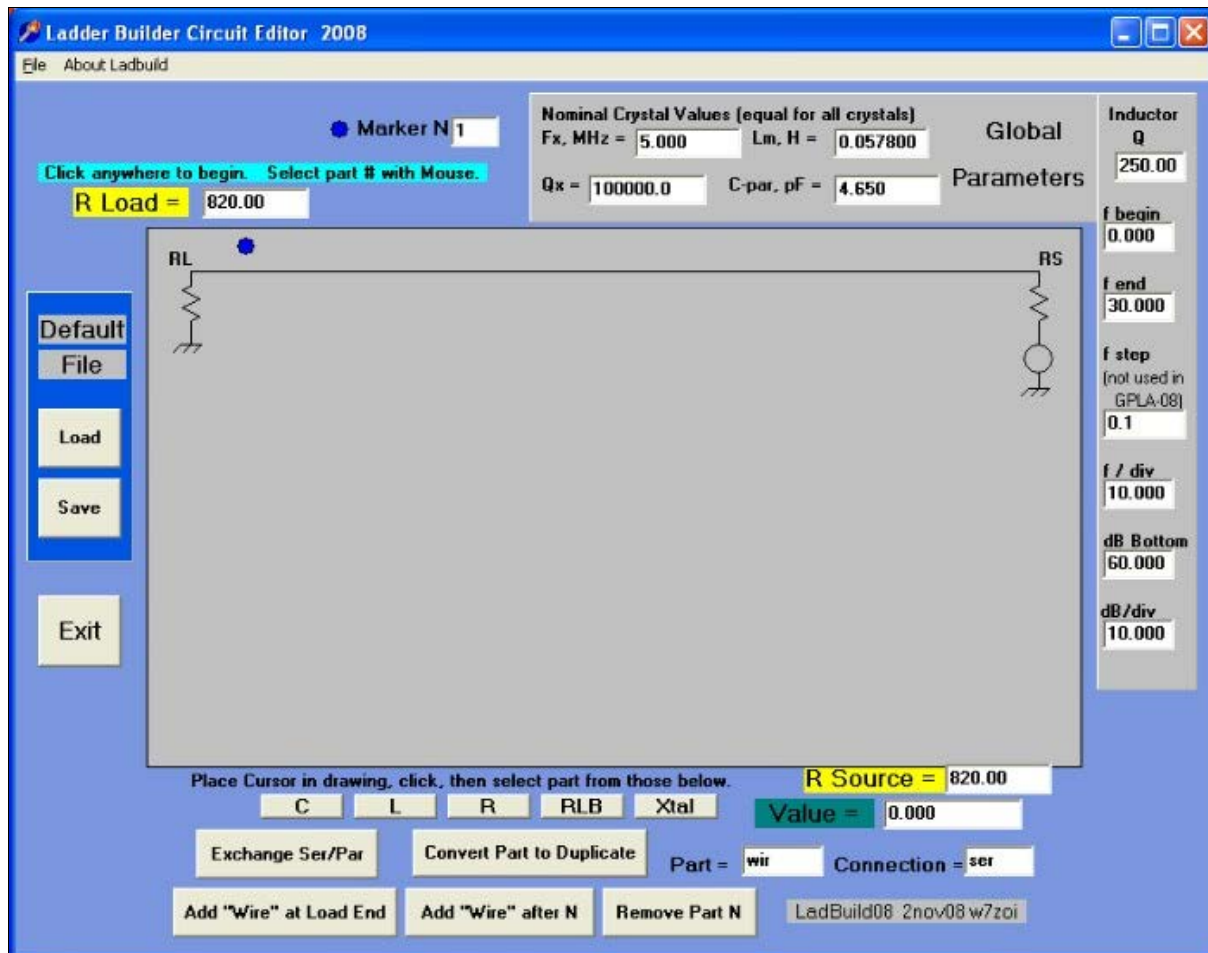 Ladder Builder Circuit Editor 2008
File About Ladbuild
Marker N 1
Click anywhere to begin. Select part # with Mouse.
R Load = 820.00
Nominal Crystal Values (equal for all crystals)
Fx, MHz = 5.000 Lm, H = 0.057800
Qx = 100000.0 C-par, pF = 4.650
Global
Parameters
Inductor
Q
250.00
f begin
0.000
f end
30.000
f step
(not used in
GPLA-08)
0.1
f / div
10.000
dB Bottom
60.000
dB/div
10.000
RL
RS
Default
File
Load
Save
Exit
Place Cursor in drawing, click, then select part from those below.
R Source = 820.00
C L R RLB Xtal
Value = 0.000
Exchange Ser/Par
Convert Part to Duplicate
Part = wir
Connection = ser
Add "Wire" at Load End
Add "Wire" after N
Remove Part N
LadBuild08 2nov08 w7zoi